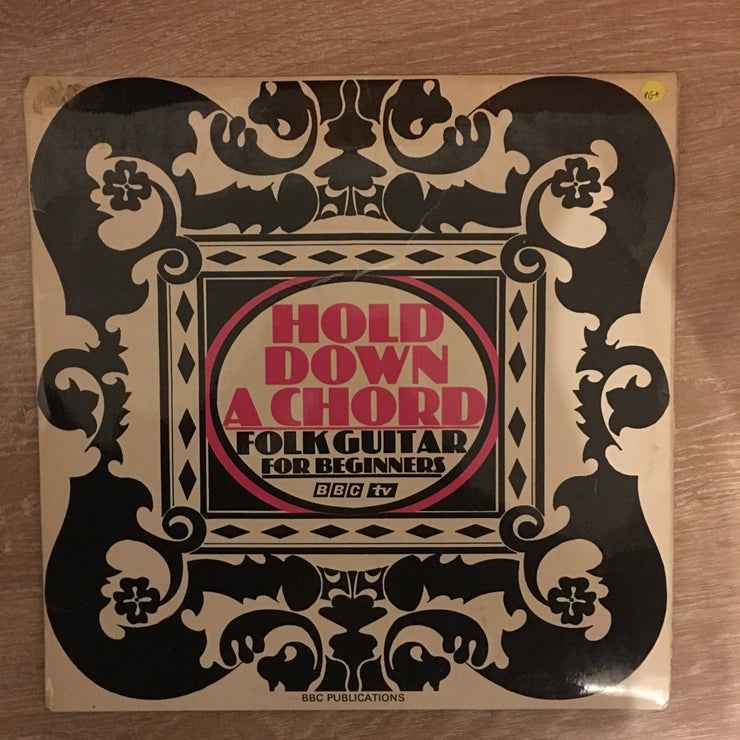 VG+
HOLD
DOWN
A CHORD
FOLK GUITAR
FOR BEGINNERS
BBC tv
BBC PUBLICATIONS